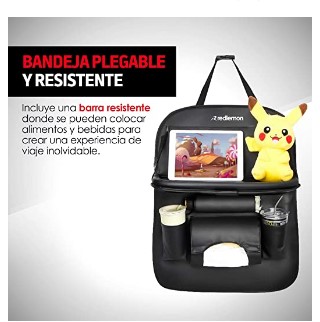 BANDEJA PLEGABLE
Y RESISTENTE
Incluye una barra resistente
donde se pueden colocar
alimentos y bebidas para
crear una experiencia de
viaje inolvidable.
redlemon